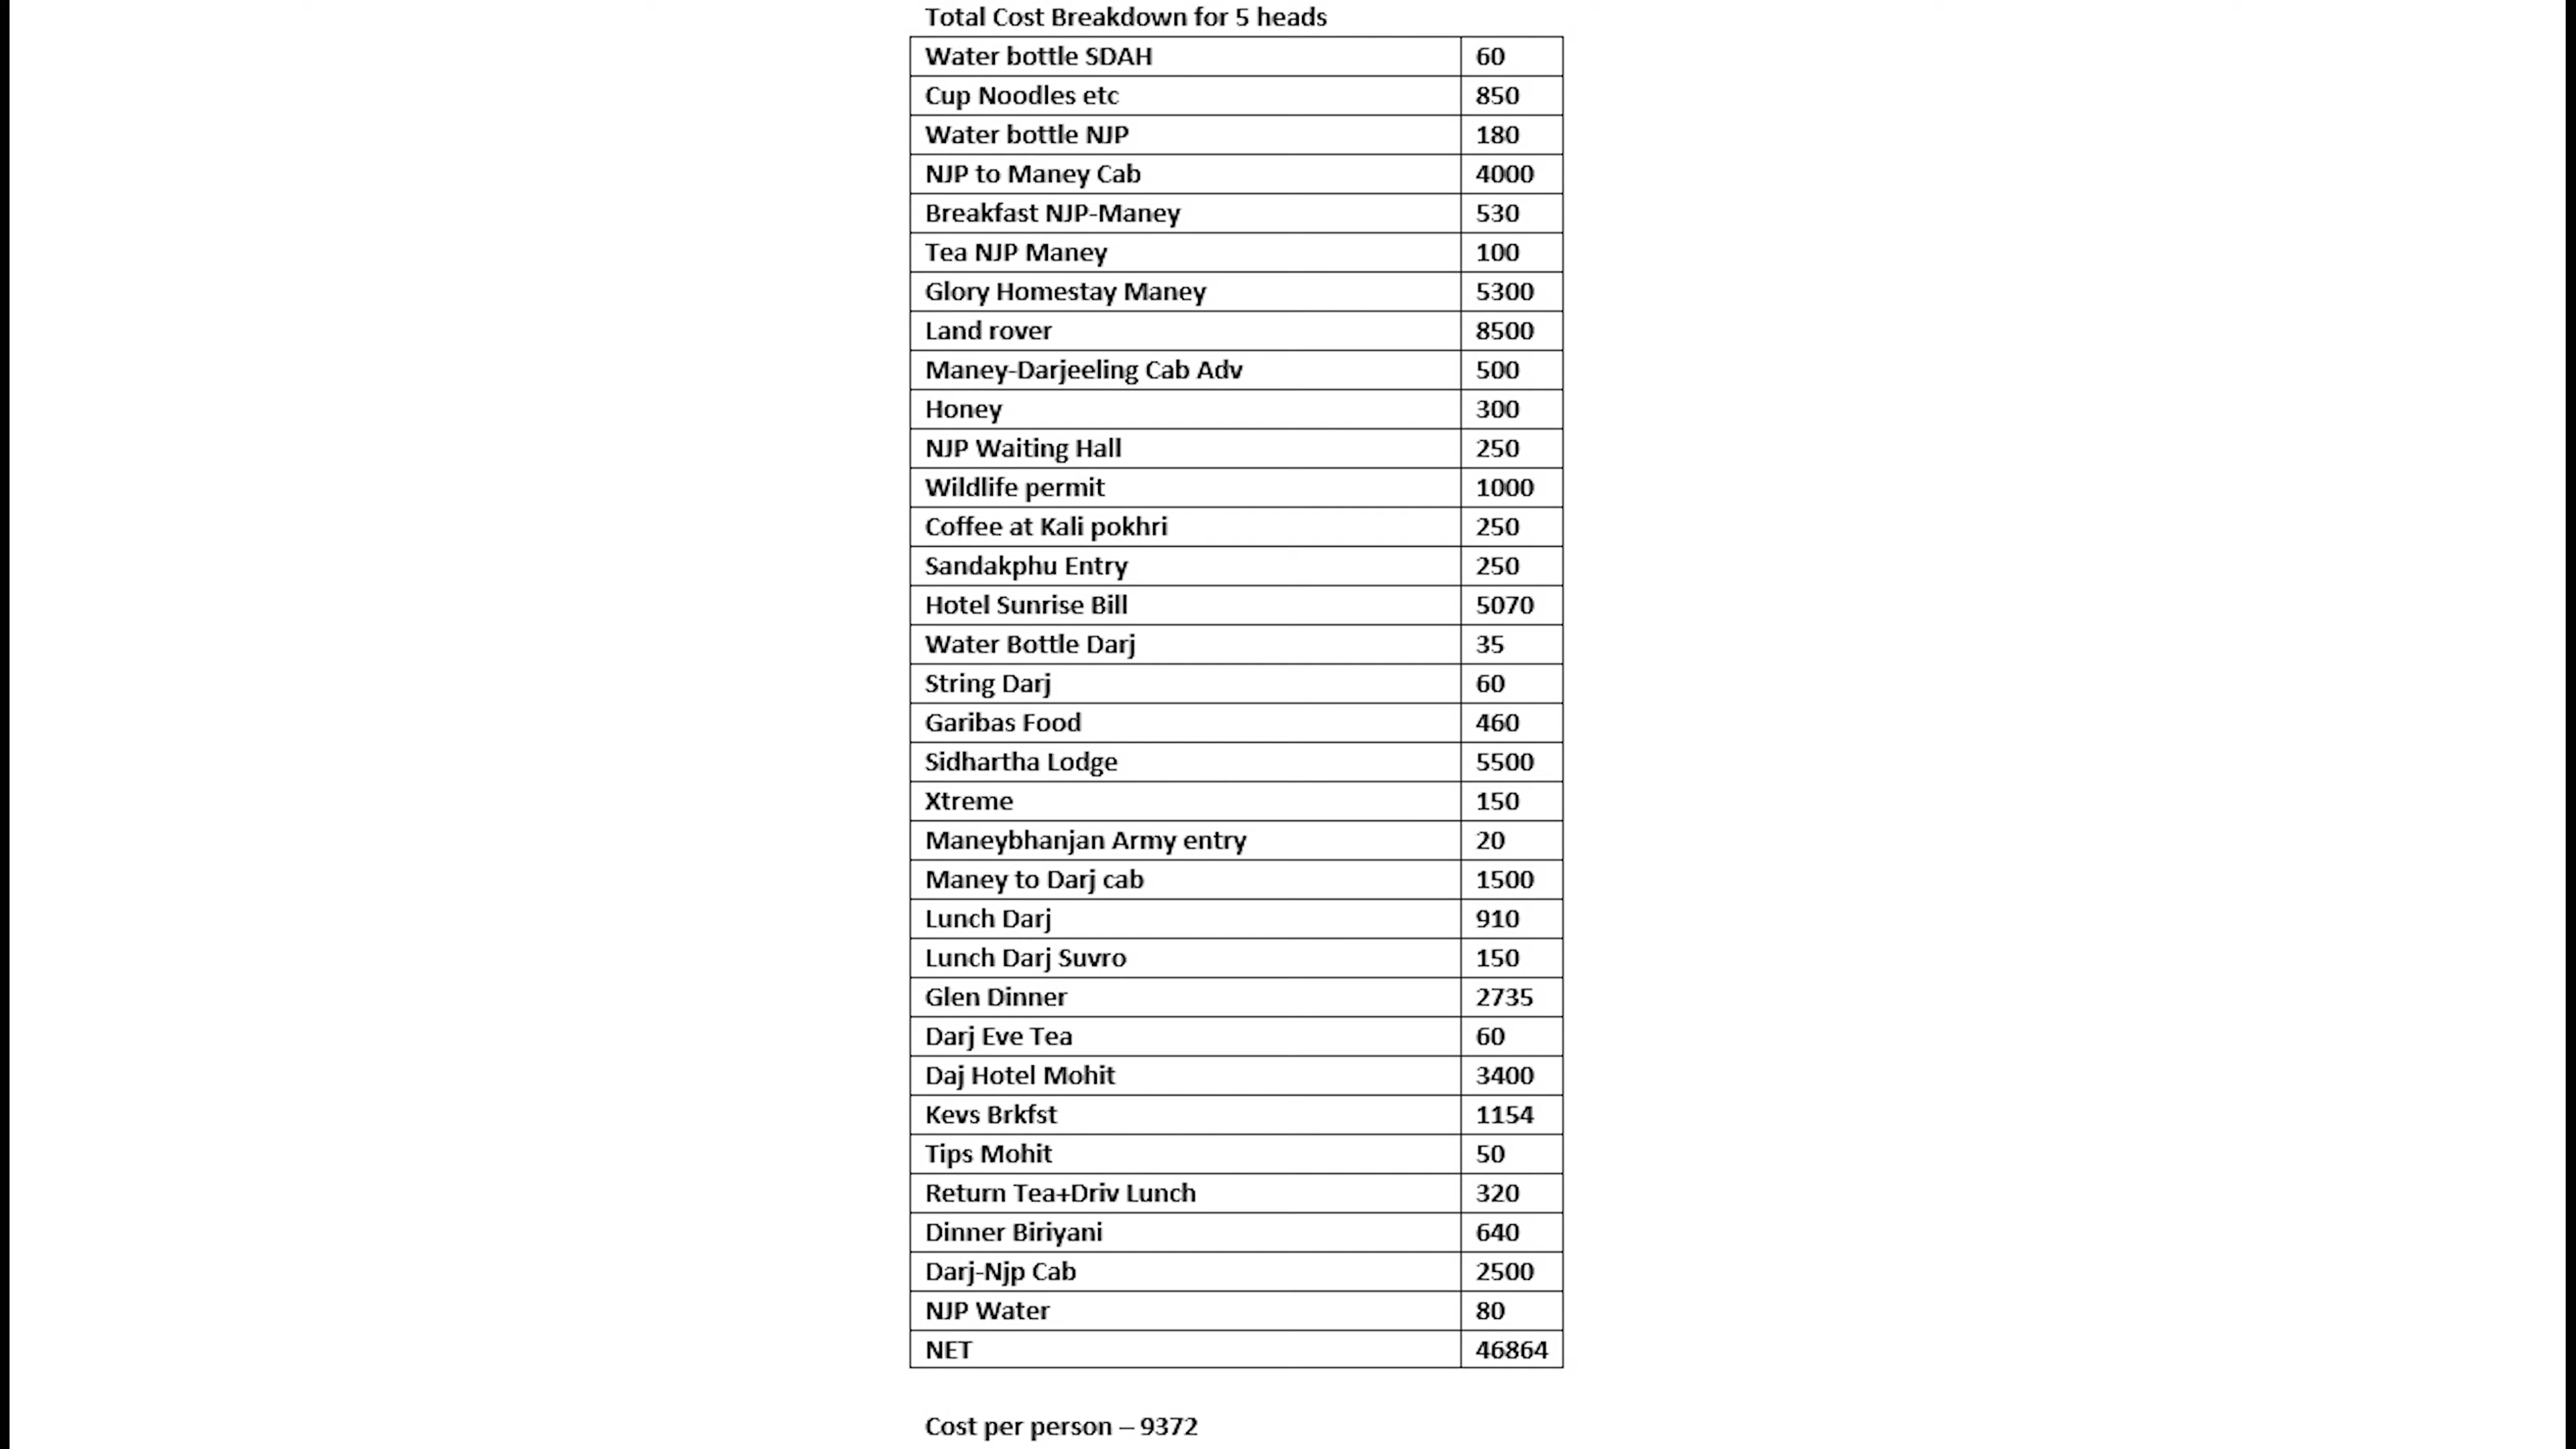 Total Cost Breakdown for 5 heads
Water bottle SDAH 60
Cup Noodles etc 850
Water bottle NJP 180
NJP to Maney Cab 4000
Breakfast NJP-Maney 530
Tea NJP Maney 100
Glory Homestay Maney 5300
Land rover 8500
Maney-Darjeeling Cab Adv 500
Honey 300
NJP Waiting Hall 250
Wildlife permit 1000
Coffee at Kali pokhri 250
Sandakphu Entry 250
Hotel Sunrise Bill 5070
Water Bottle Darj 35
String Darj 60
Garibas Food 460
Sidhartha Lodge 5500
Xtreme 150
Maneybhanjan Army entry 20
Maney to Darj cab 1500
Lunch Darj 910
Lunch Darj Suvro 150
Glen Dinner 2735
Darj Eve Tea 60
Daj Hotel Mohit 3400
Kevs Brkfst 1154
Tips Mohit 50
Return Tea+Driv Lunch 320
Dinner Biriyani 640
Darj-Njp Cab 2500
NJP Water 80
NET 46864
Cost per person – 9372